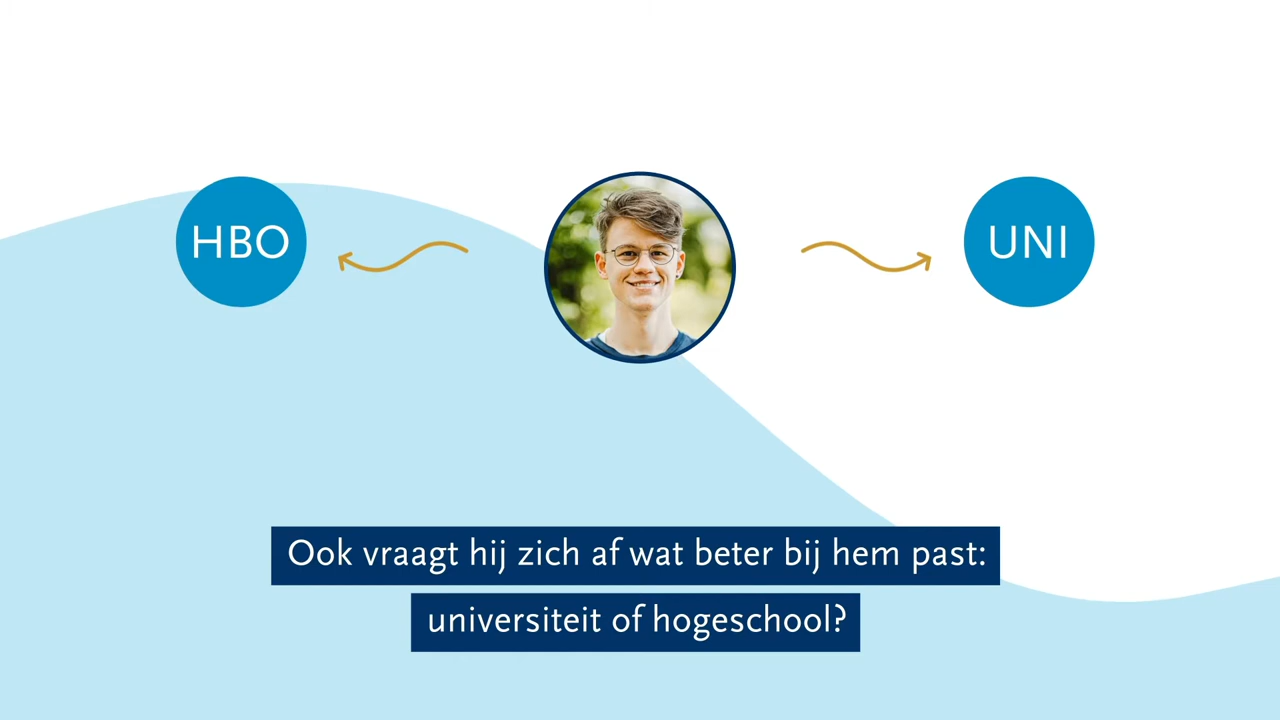 HBO
UNI
Ook vraagt hij zich af wat beter bij hem past:
universiteit of hogeschool?